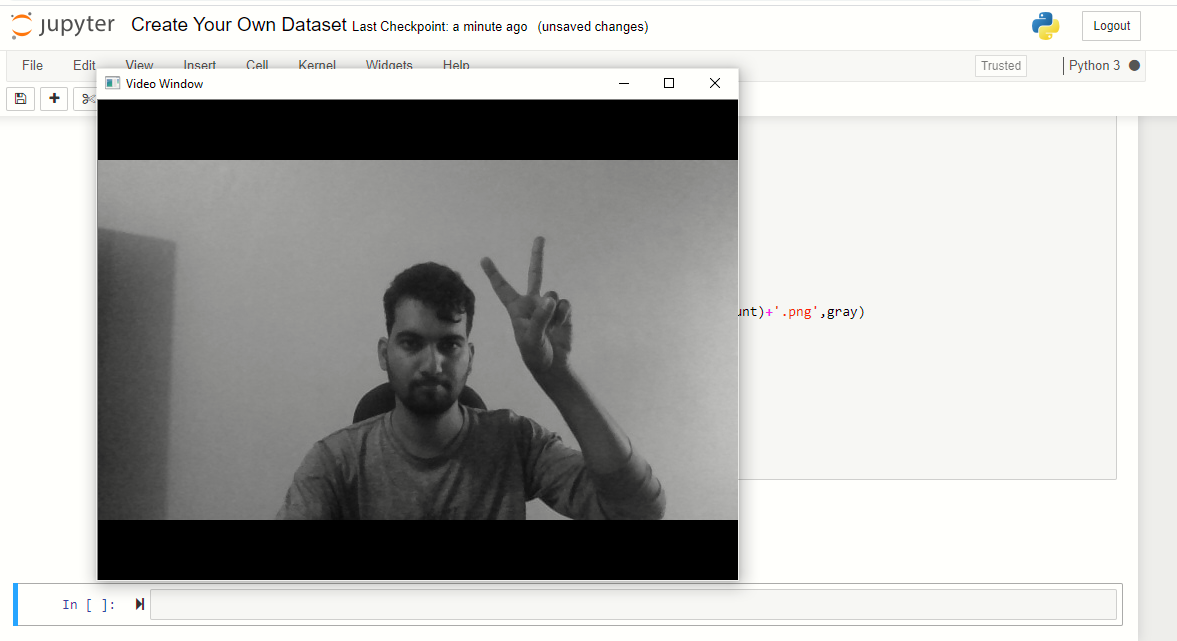 jupyter Create Your Own Dataset Last Checkpoint: a minute ago (unsaved changes) Logout
File Edit View Insert Cell Kernel Widgets Help Trusted Python 3
Video Window
unt)+'.png',gray)
In [ ]: